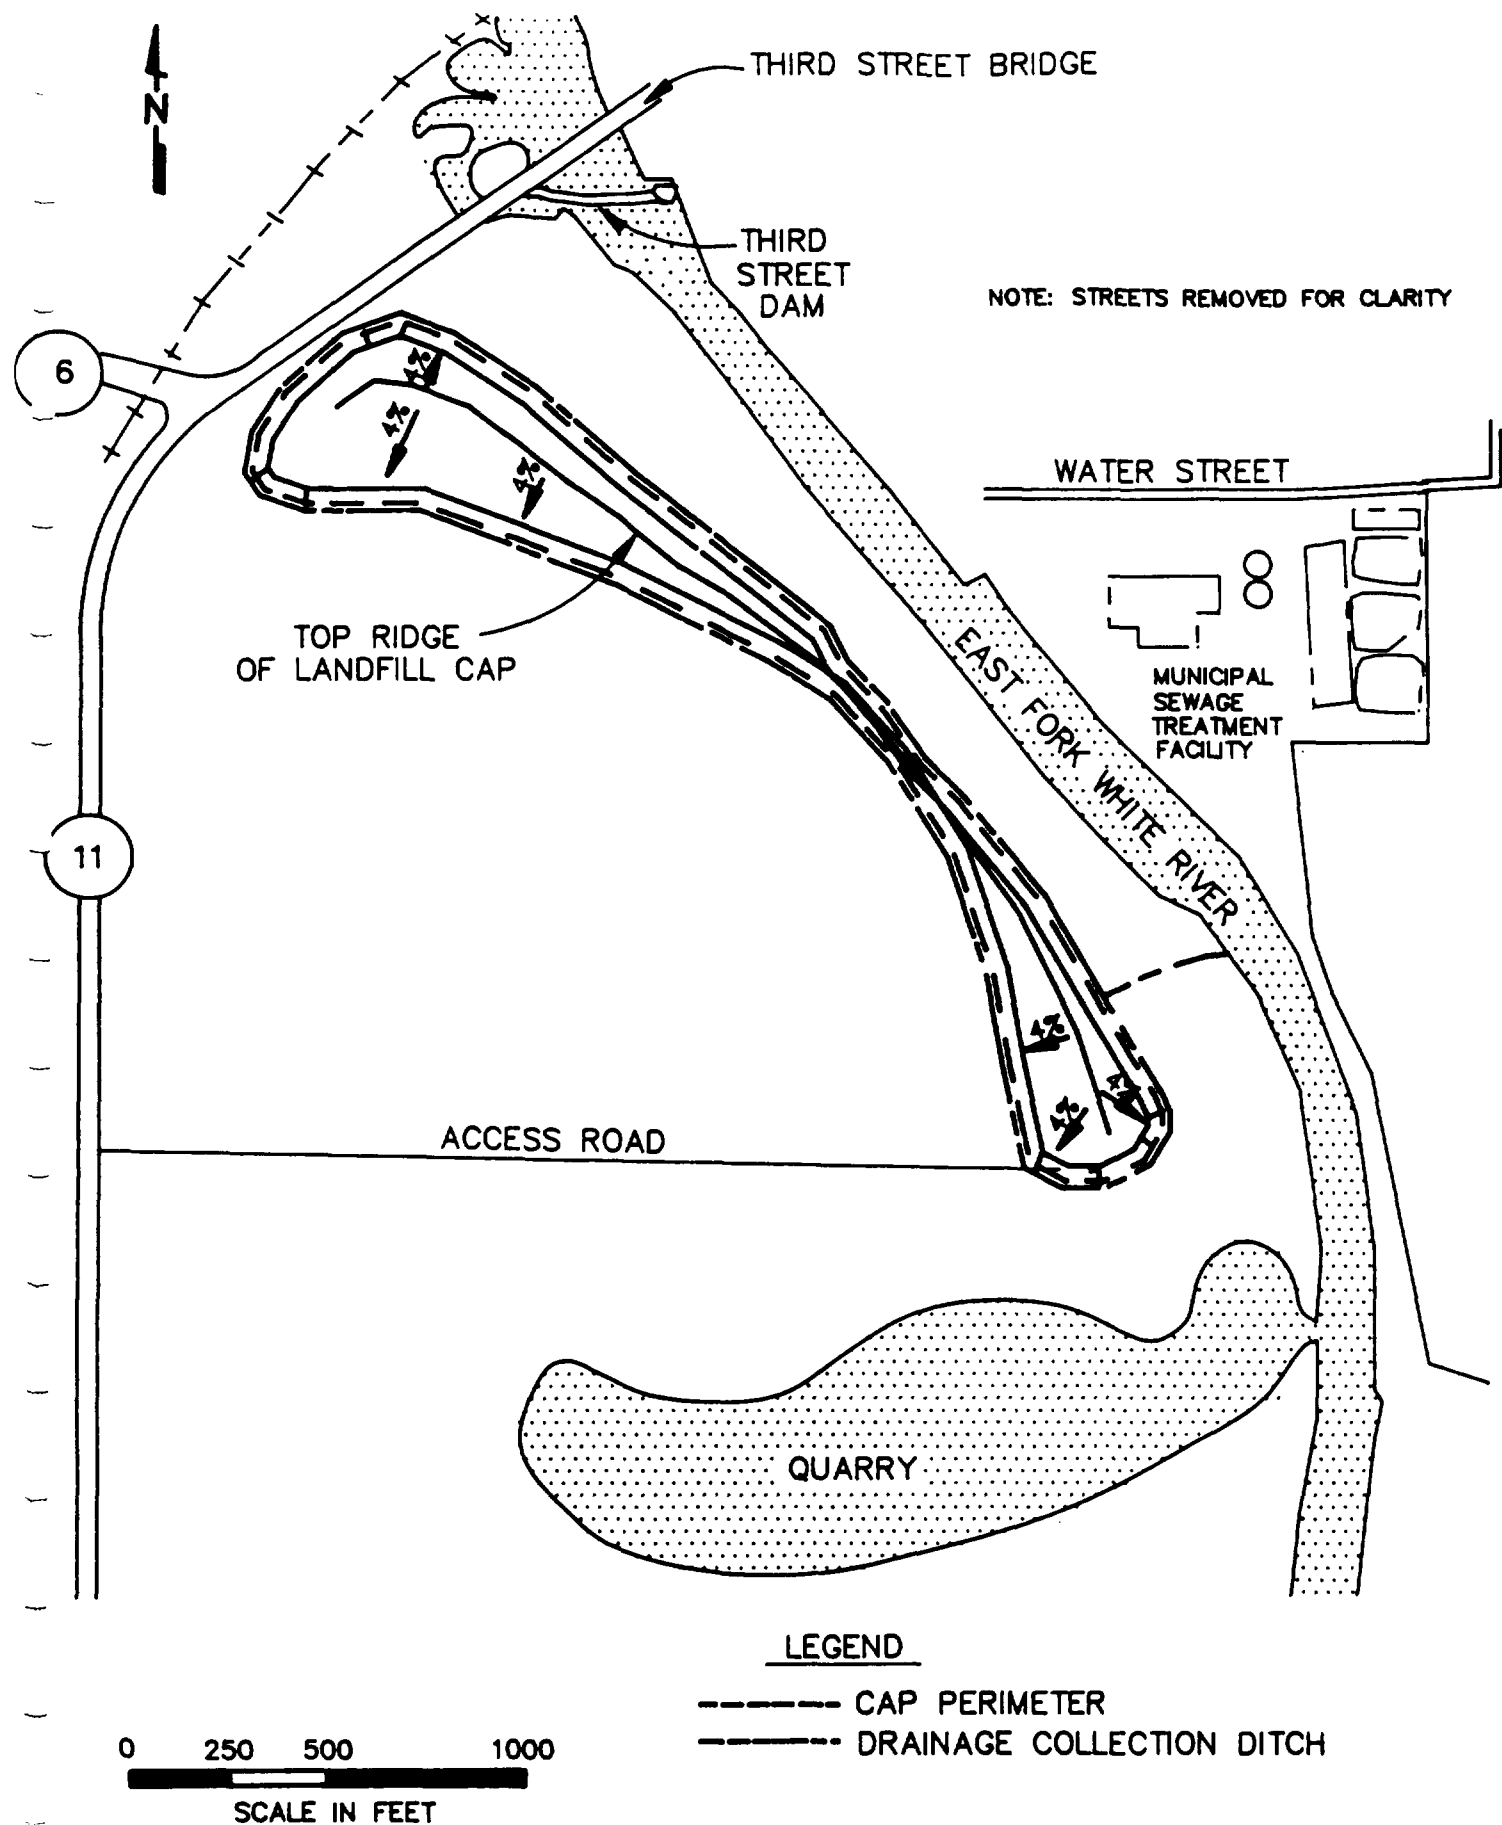 THIRD STREET BRIDGE
N
THIRD
STREET
DAM
NOTE: STREETS REMOVED FOR CLARITY
6
4%
4%
4%
WATER STREET
TOP RIDGE
OF LANDFILL CAP
EAST FORK WHITE RIVER
MUNICIPAL
SEWAGE
TREATMENT
FACILITY
11
4%
4%
4%
ACCESS ROAD
QUARRY
LEGEND
CAP PERIMETER
DRAINAGE COLLECTION DITCH
0 250 500 1000
SCALE IN FEET